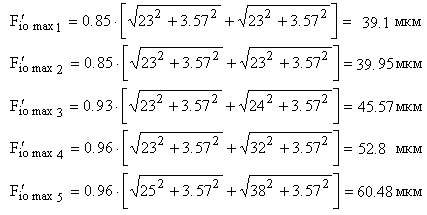 F'io max 1 = 0.85 · [√(23² + 3.57²) + √(23² + 3.57²)] = 39.1 мкм
F'io max 2 = 0.85 · [√(23² + 3.57²) + √(23² + 3.57²)] = 39.95 мкм
F'io max 3 = 0.93 · [√(23² + 3.57²) + √(24² + 3.57²)] = 45.57 мкм
F'io max 4 = 0.96 · [√(23² + 3.57²) + √(32² + 3.57²)] = 52.8 мкм
F'io max 5 = 0.96 · [√(25² + 3.57²) + √(38² + 3.57²)] = 60.48 мкм